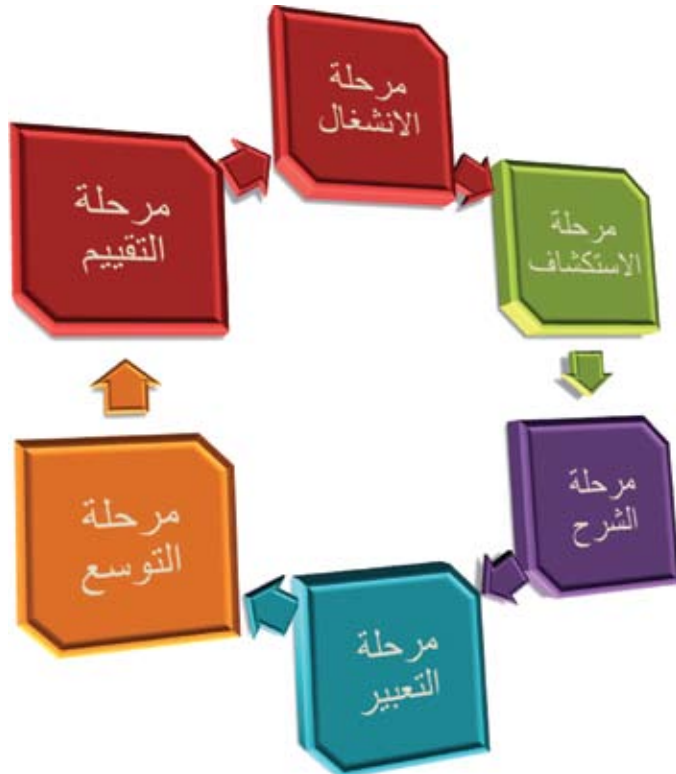 مرحلة
الانشغال
مرحلة
الاستكشاف
مرحلة
الشرح
مرحلة
التعبير
مرحلة
التوسع
مرحلة
التقييم